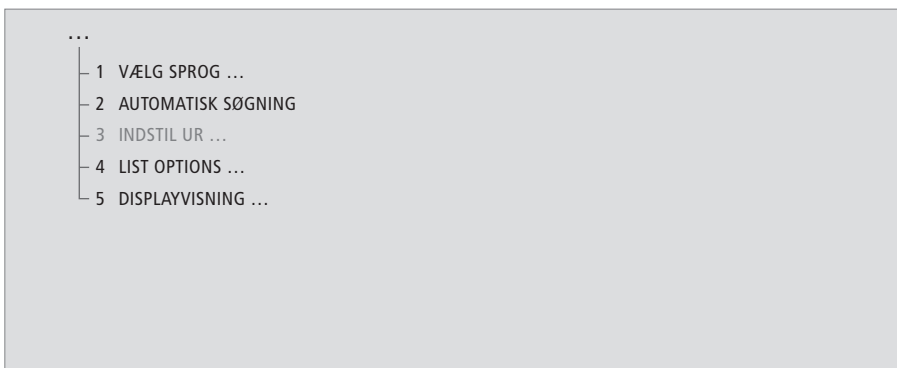 …
1 VÆLG SPROG …
2 AUTOMATISK SØGNING
3 INDSTIL UR …
4 LIST OPTIONS …
5 DISPLAYVISNING …